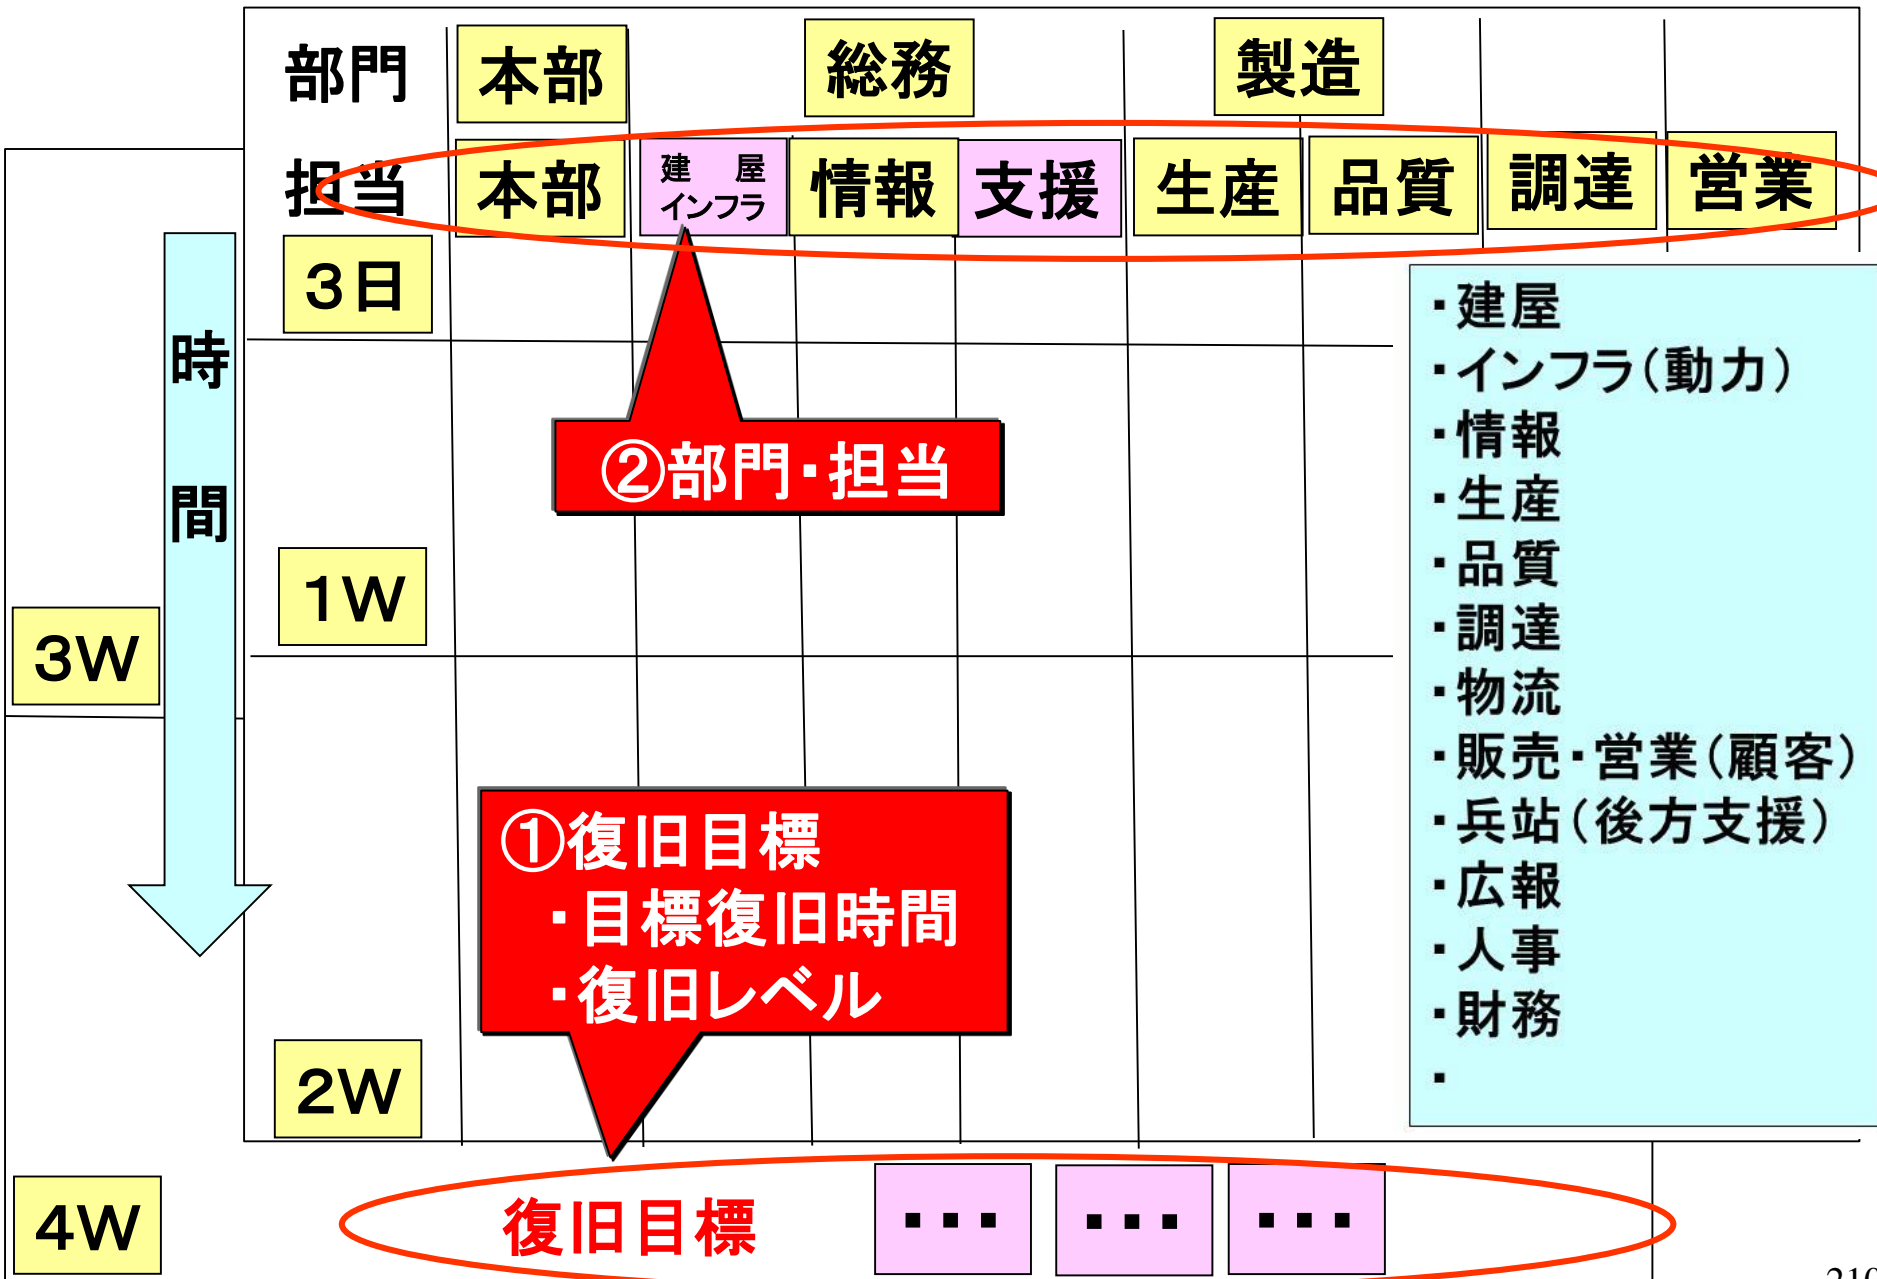 部門
本部
総務
製造
担当
本部
建　屋
インフラ
情報
支援
生産
品質
調達
営業
時
間
3日
1W
2W
3W
4W
②部門・担当
①復旧目標
・目標復旧時間
・復旧レベル
復旧目標
・・・
・・・
・・・
・建屋
・インフラ(動力)
・情報
・生産
・品質
・調達
・物流
・販売・営業(顧客)
・兵站(後方支援)
・広報
・人事
・財務
・